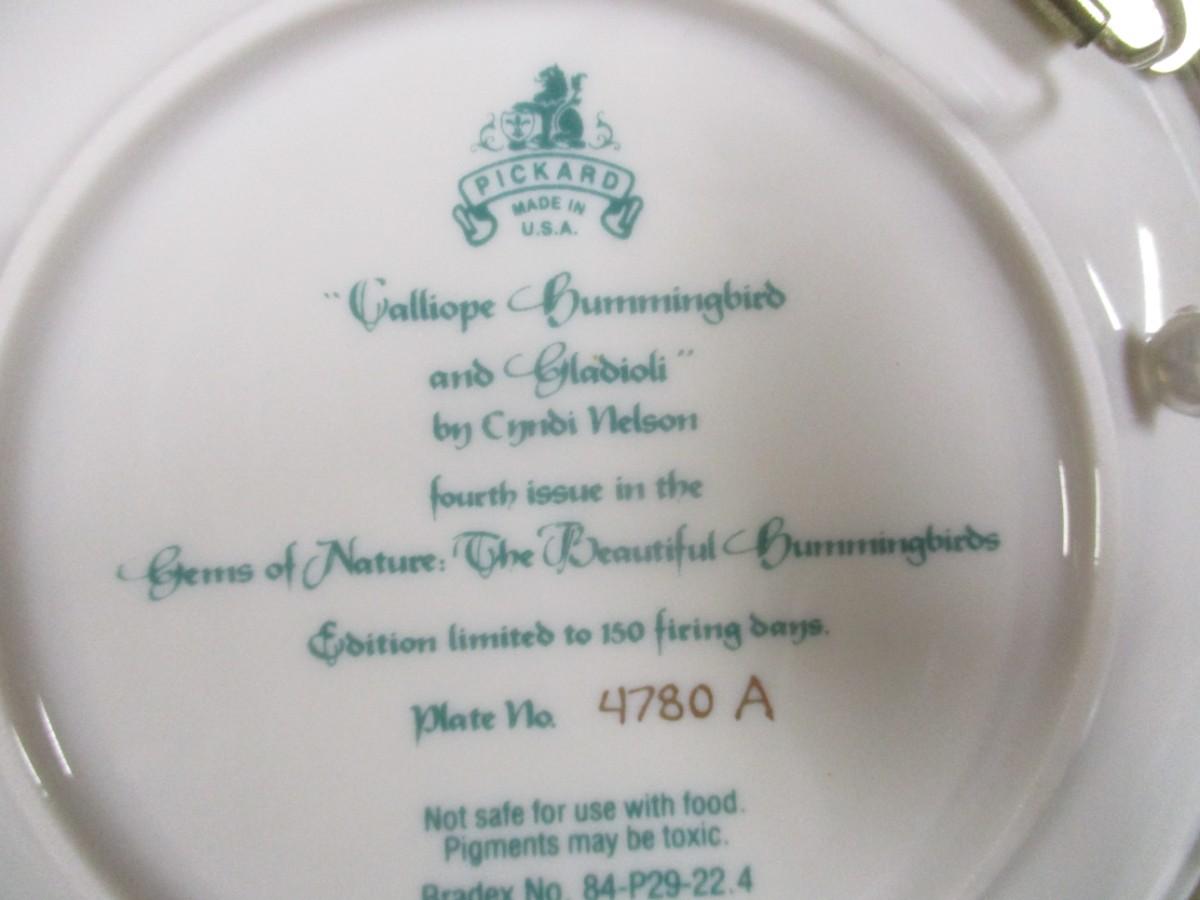 PICKARD
MADE IN
U.S.A.
"Calliope Hummingbird
and Gladioli"
by Cyndi Nelson
fourth issue in the
Gems of Nature: The Beautiful Hummingbirds
Edition limited to 150 firing days.
Plate No. 4780 A
Not safe for use with food.
Pigments may be toxic.
Bradex No. 84-P29-22.4